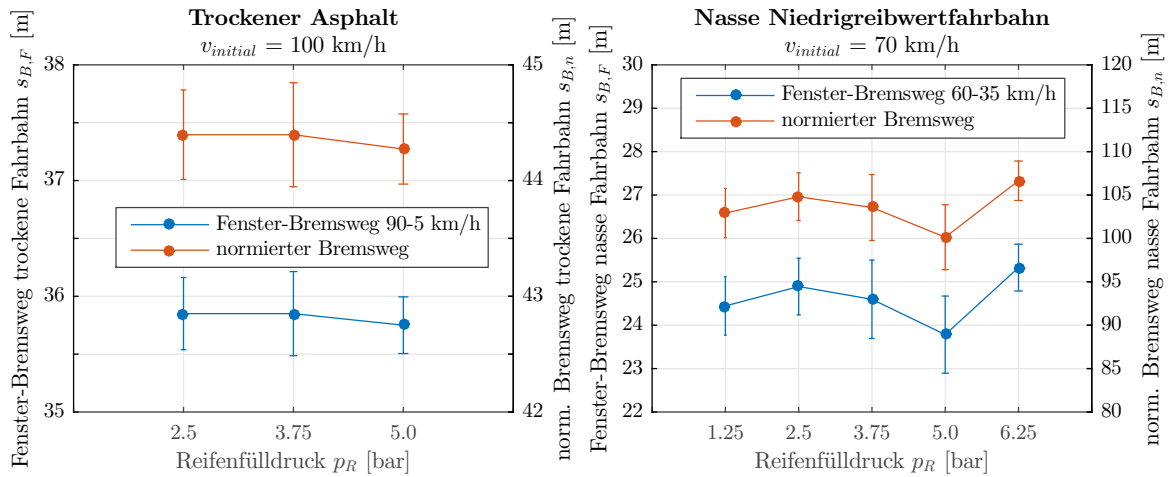 Trockener Asphalt
v_initial = 100 km/h
Fenster-Bremsweg trockene Fahrbahn s_B,F [m]
38
37
36
35
Fenster-Bremsweg 90-5 km/h
normierter Bremsweg
2.5 3.75 5.0
Reifenfülldruck p_R [bar]
45
44
43
42
norm. Bremsweg trockene Fahrbahn s_B,n [m]
Nasse Niedrigreibwertfahrbahn
v_initial = 70 km/h
Fenster-Bremsweg nasse Fahrbahn s_B,F [m]
30
29
28
27
26
25
24
23
22
Fenster-Bremsweg 60-35 km/h
normierter Bremsweg
1.25 2.5 3.75 5.0 6.25
Reifenfülldruck p_R [bar]
120
115
110
105
100
95
90
85
80
norm. Bremsweg nasse Fahrbahn s_B,n [m]